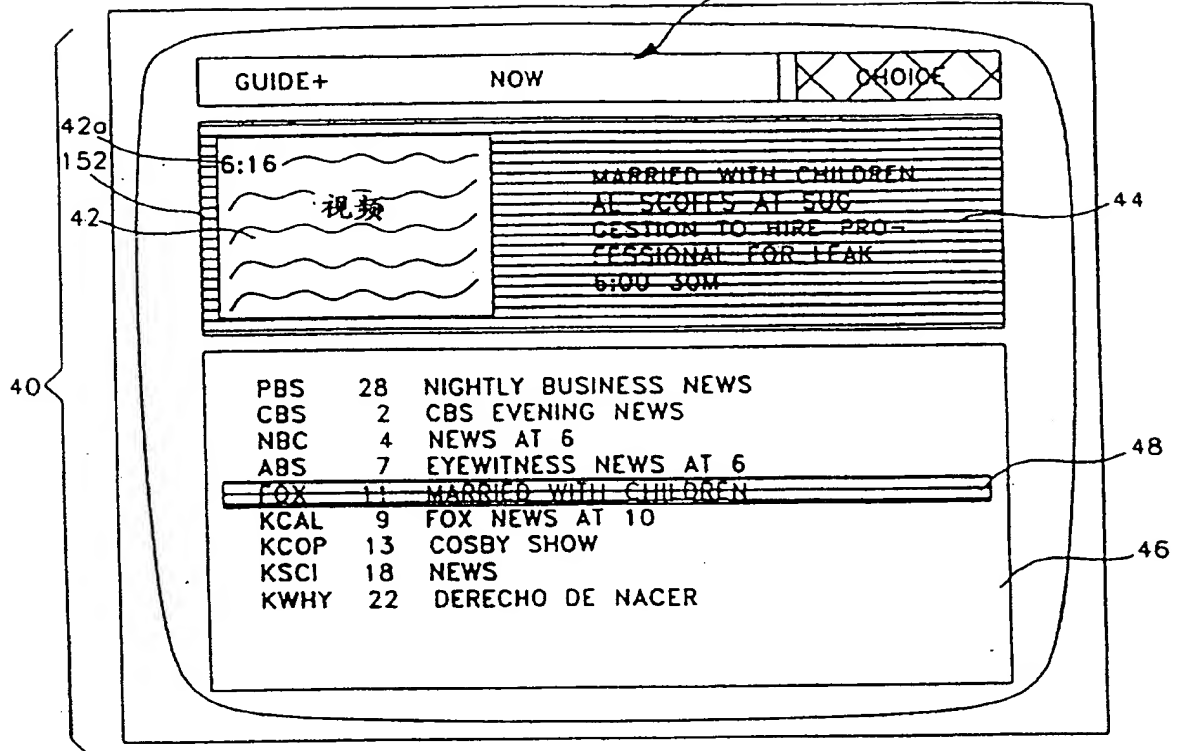 GUIDE+ NOW CHOICE
42a
6:16
152
视频
42
MARRIED WITH CHILDREN
AL SCOFFS AT SUG
GESTION TO HIRE PRO-
FESSIONAL FOR LEAK
6:00 30M
44
40
PBS 28 NIGHTLY BUSINESS NEWS
CBS 2 CBS EVENING NEWS
NBC 4 NEWS AT 6
ABS 7 EYEWITNESS NEWS AT 6
FOX 11 MARRIED WITH CHILDREN
48
KCAL 9 FOX NEWS AT 10
KCOP 13 COSBY SHOW
46
KSCI 18 NEWS
KWHY 22 DERECHO DE NACER